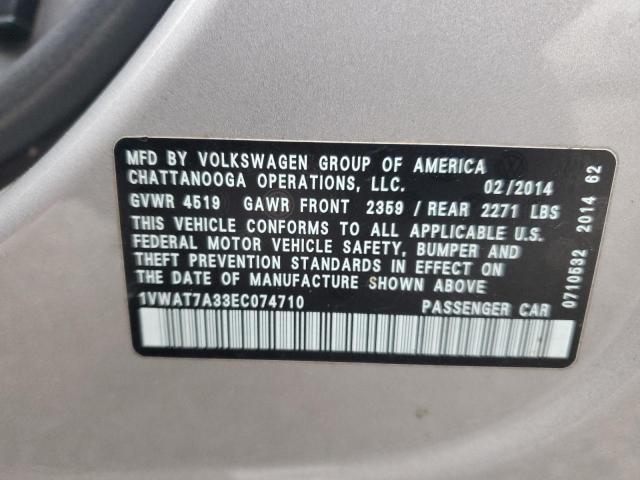 MFD BY VOLKSWAGEN GROUP OF AMERICA
CHATTANOOGA OPERATIONS, LLC. 02/2014
GVWR 4519 GAWR FRONT 2359 / REAR 2271 LBS
THIS VEHICLE CONFORMS TO ALL APPLICABLE U.S.
FEDERAL MOTOR VEHICLE SAFETY, BUMPER AND
THEFT PREVENTION STANDARDS IN EFFECT ON
THE DATE OF MANUFACTURE SHOWN ABOVE
1VWAT7A33EC074710 PASSENGER CAR
0710532 2014 62